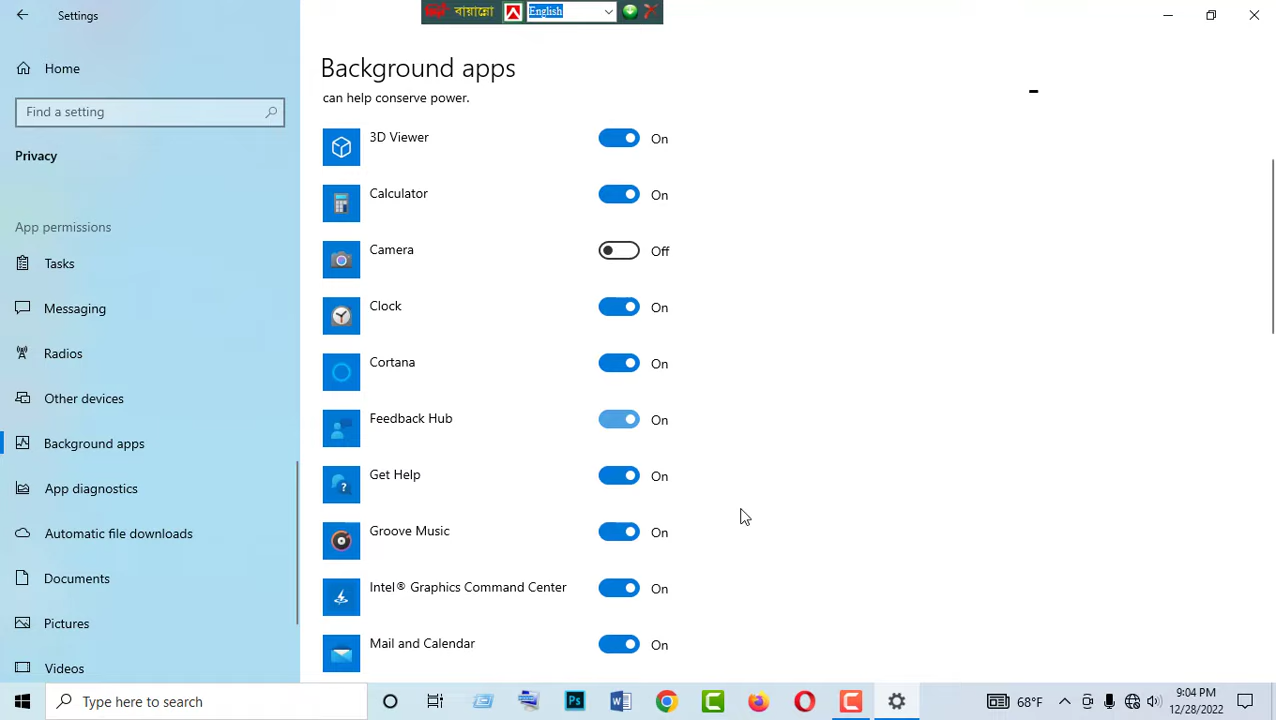 Settings
বায়ান্নো
English
Home
Background apps
can help conserve power.
Find a setting
3D Viewer On
Privacy
Calculator On
App permissions
Camera Off
Tasks
Messaging
Clock On
Radios
Cortana On
Other devices
Feedback Hub On
Background apps
Get Help On
App diagnostics
Groove Music On
Automatic file downloads
Documents
Intel® Graphics Command Center On
Pictures
Mail and Calendar On
Videos
Type here to search
Ps
68°F
9:04 PM
12/28/2022